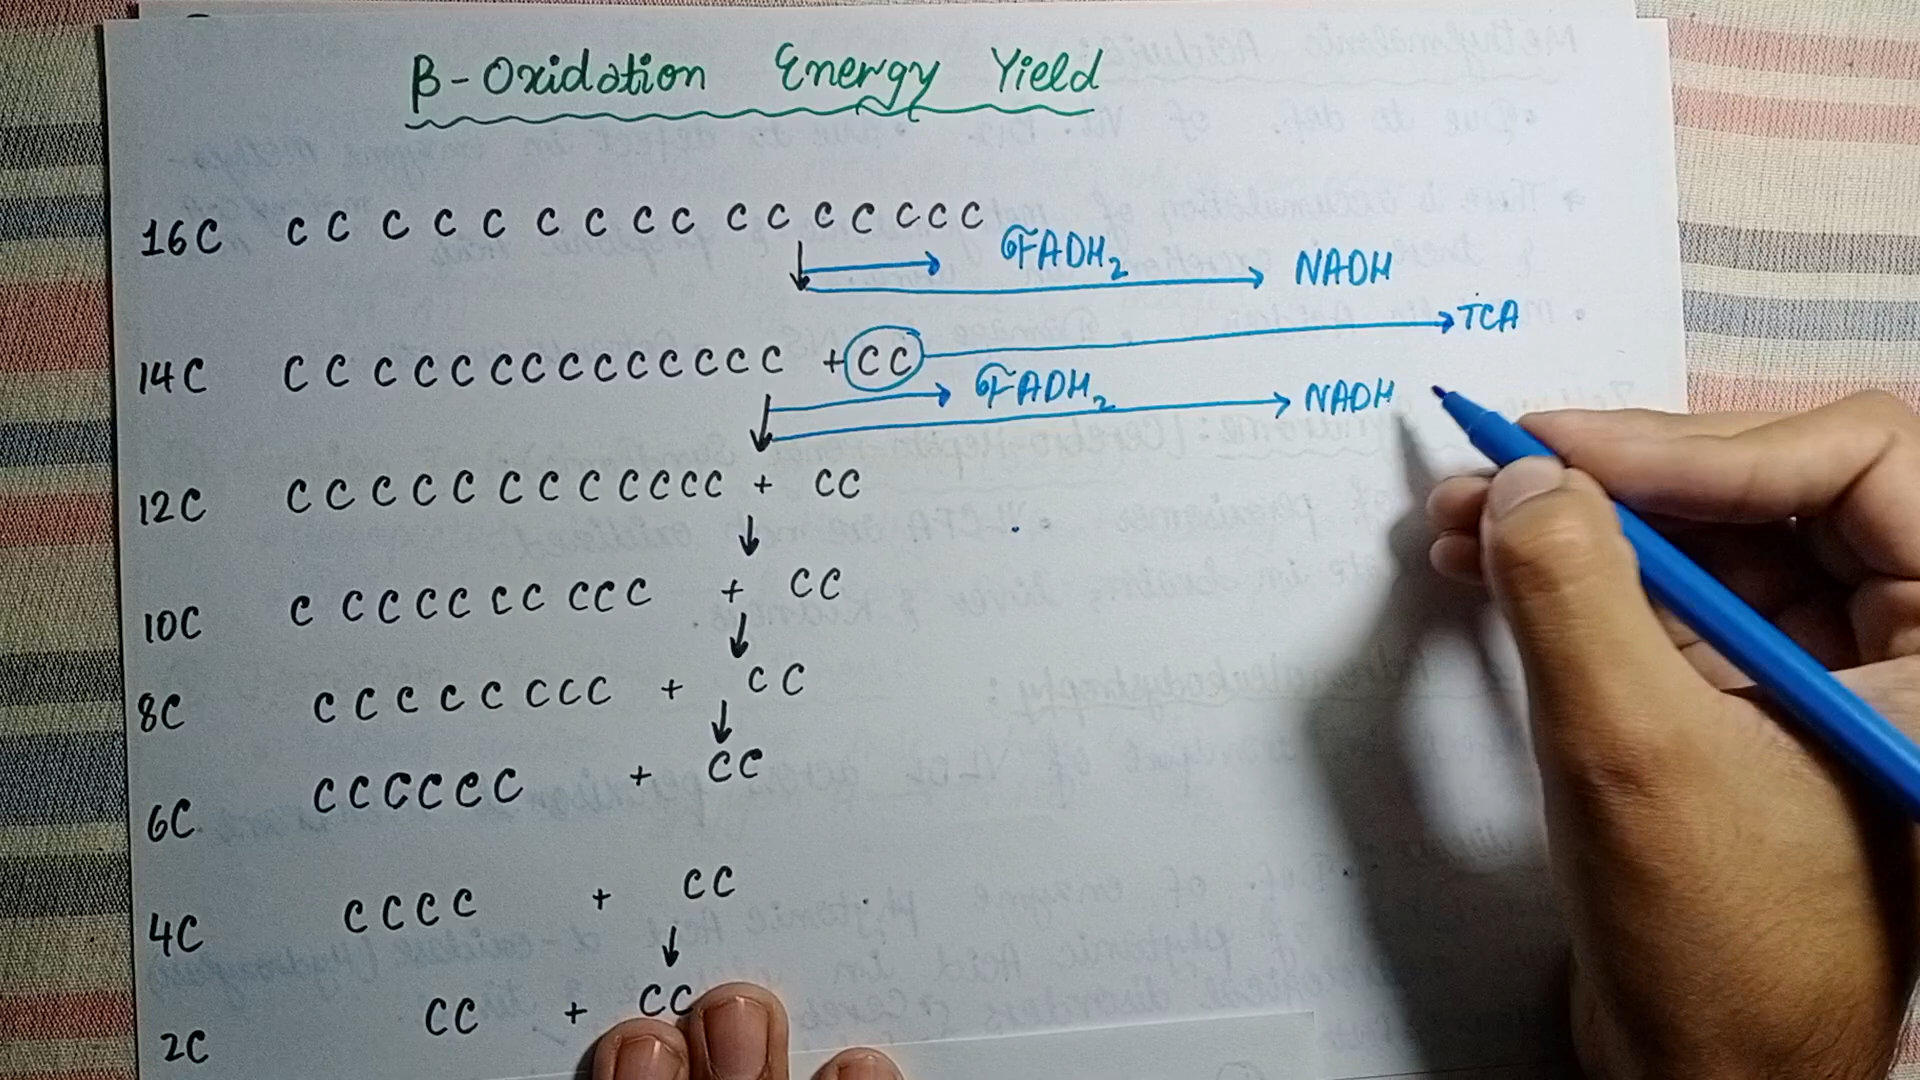 β-Oxidation Energy Yield
16C C C C C C C C C C C C C C C C C
FADH₂ NADH
TCA
14C C C C C C C C C C C C C C C + CC
FADH₂ NADH
12C C C C C C C C C C C C C + CC
10C C C C C C C C C C C + CC
8C C C C C C C C C + CC
6C C C C C C C + CC
4C C C C C + CC
2C CC + CC